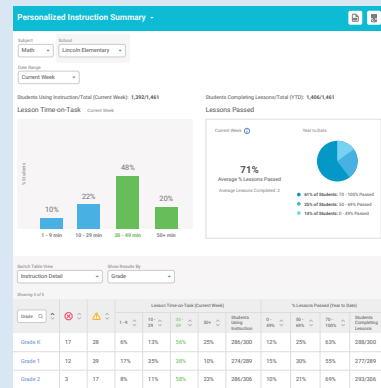 Personalized Instruction Summary
Subject School
Math Lincoln Elementary
Date Range
Current Week
Students Using Instruction/Total (Current Week): 1,392/1,461
Students Completing Lessons/Total (YTD): 1,406/1,461
Lesson Time-on-Task Current Week
Lessons Passed
Current Week Year to Date
71%
Average % Lessons Passed
Average Lessons Completed: 2
61% of Students: 70 - 100% Passed
25% of Students: 50 - 69% Passed
14% of Students: 0 - 49% Passed
% Students
10% 22% 48% 20%
1 - 9 min 10 - 29 min 30 - 49 min 50+ min
Switch Table View Show Results By
Instruction Detail Grade
Showing 5 of 5
Lesson Time-on-Task (Current Week) % Lessons Passed (Year to Date)
Grade 1 - 9 10 - 29 30 - 49 50+ Students Using Instruction 0 - 49% 50 - 69% 70 - 100% Students Completing Lessons
Grade K 17 28 6% 13% 56% 25% 286/300 12% 25% 63% 288/300
Grade 1 12 39 17% 35% 38% 10% 274/289 15% 30% 55% 277/289
Grade 2 3 17 8% 11% 58% 23% 286/306 10% 21% 69% 293/306